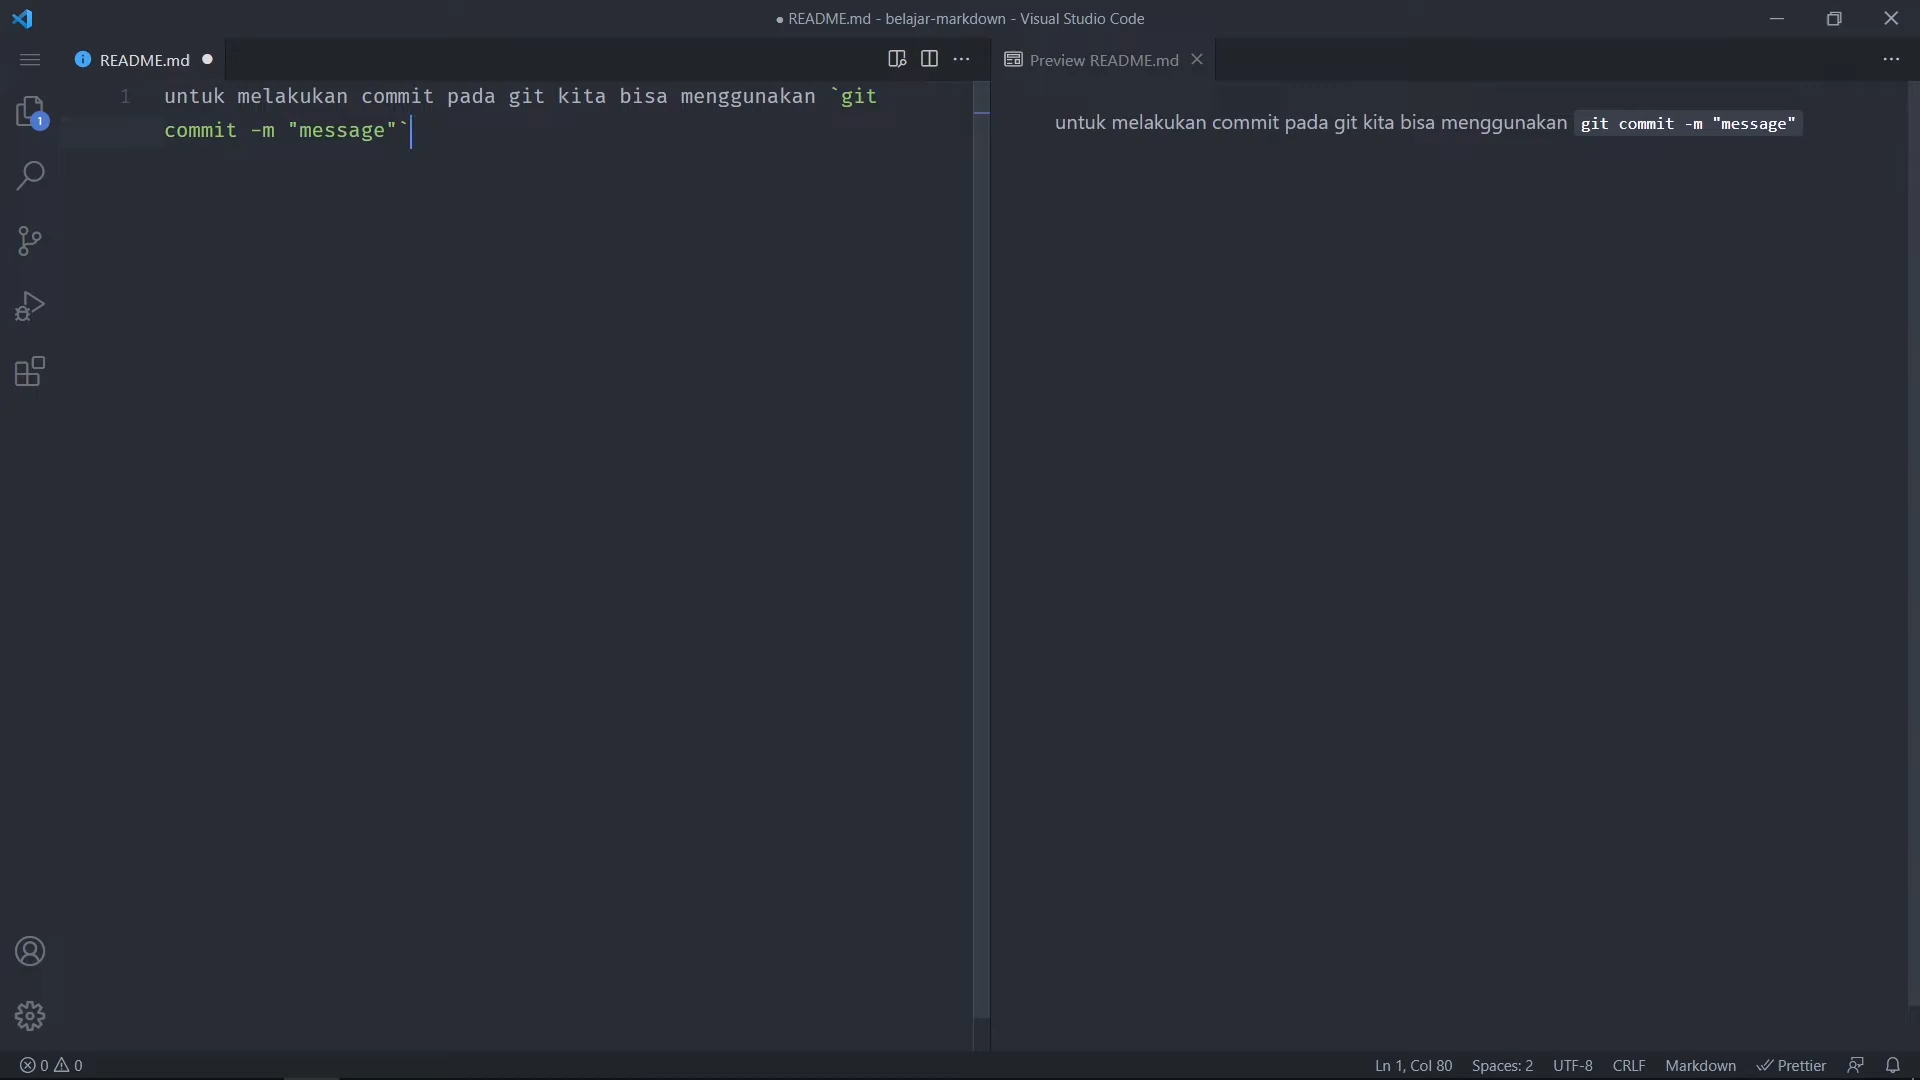 ● README.md - belajar-markdown - Visual Studio Code
README.md
Preview README.md
1 untuk melakukan commit pada git kita bisa menggunakan `git
commit -m "message"`
untuk melakukan commit pada git kita bisa menggunakan git commit -m "message"
1
0 0
Ln 1, Col 80 Spaces: 2 UTF-8 CRLF Markdown Prettier